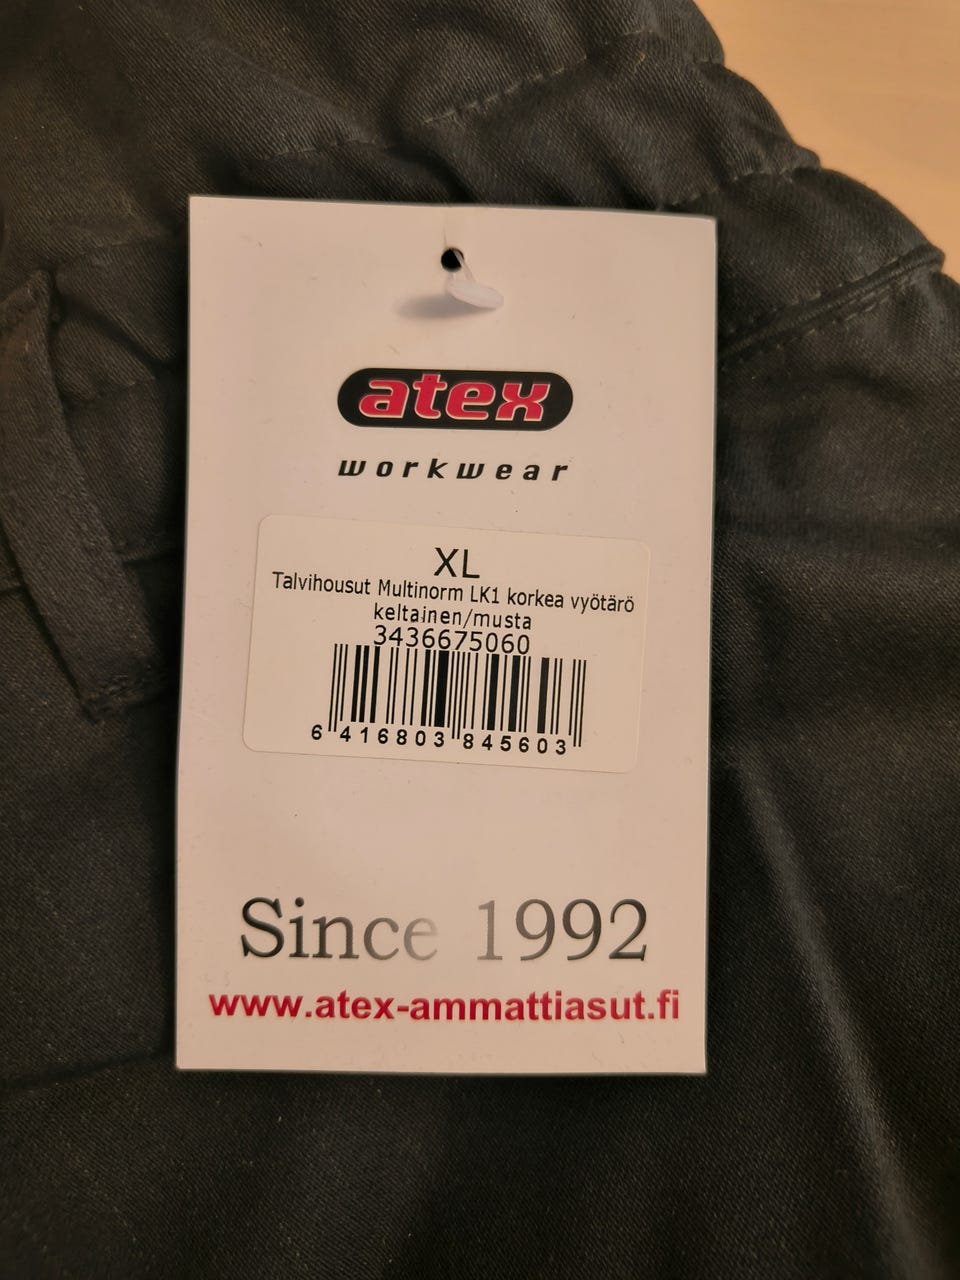 atex
workwear
XL
Talvihousut Multinorm LK1 korkea vyötärö
keltainen/musta
3436675060
6 416803 845603
Since 1992
www.atex-ammattiasut.fi